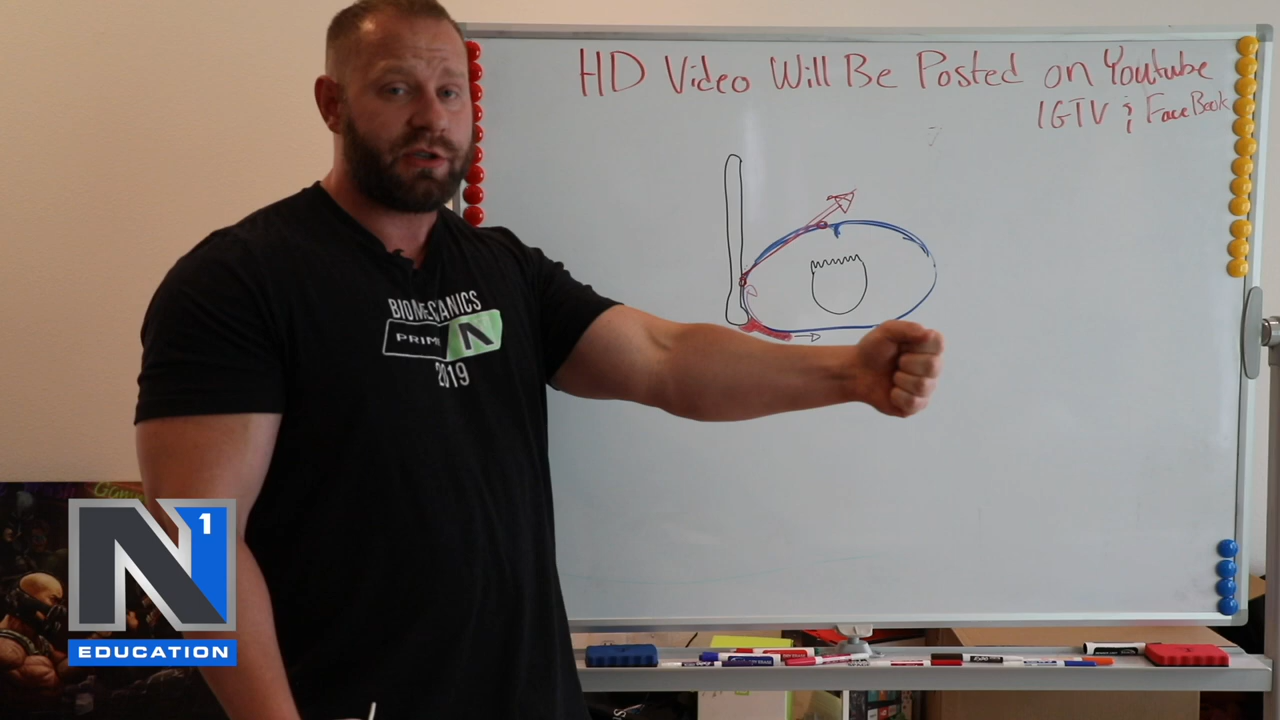 HD Video Will Be Posted on Youtube
IGTV & FaceBook
BIOMECHANICS
PRIME N
2019
N1
EDUCATION